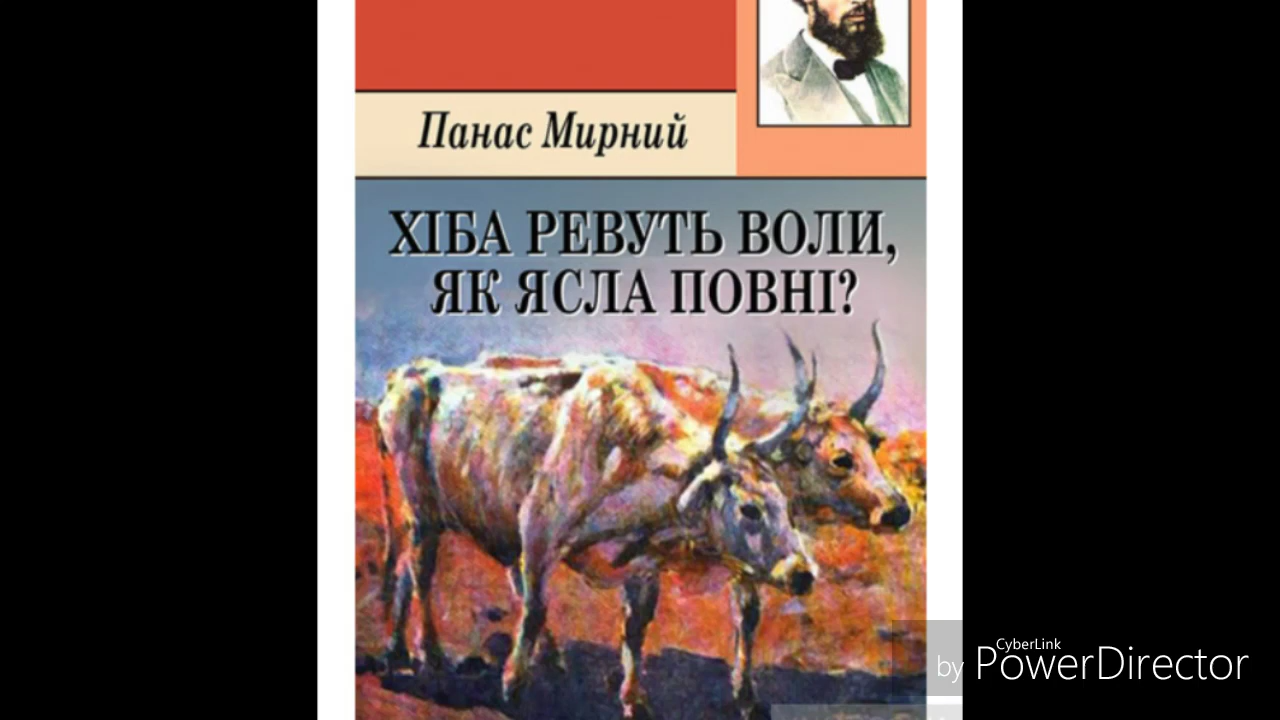 Панас Мирний
ХІБА РЕВУТЬ ВОЛИ,
ЯК ЯСЛА ПОВНІ?
CyberLink
by PowerDirector